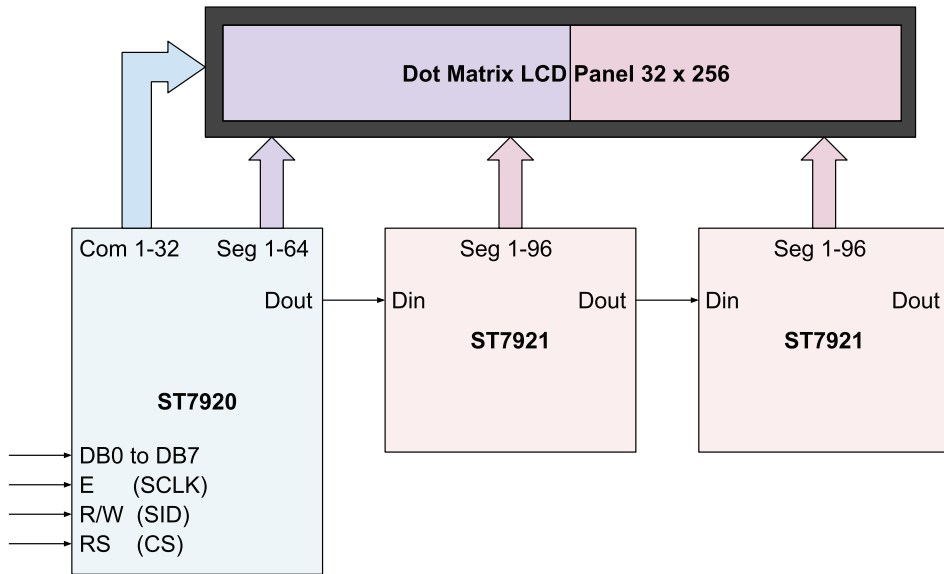 Dot Matrix LCD Panel 32 x 256
Com 1-32
Seg 1-64
Dout
ST7920
DB0 to DB7
E (SCLK)
R/W (SID)
RS (CS)
Seg 1-96
Din
Dout
ST7921
Seg 1-96
Din
Dout
ST7921